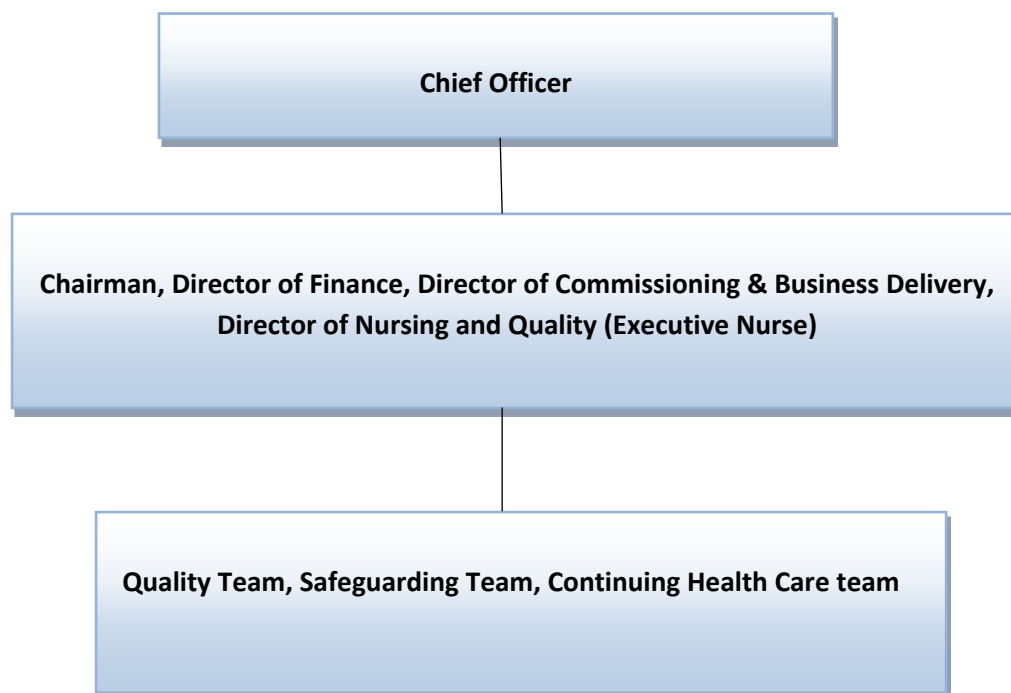 Chief Officer
Chairman, Director of Finance, Director of Commissioning & Business Delivery,
Director of Nursing and Quality (Executive Nurse)
Quality Team, Safeguarding Team, Continuing Health Care team